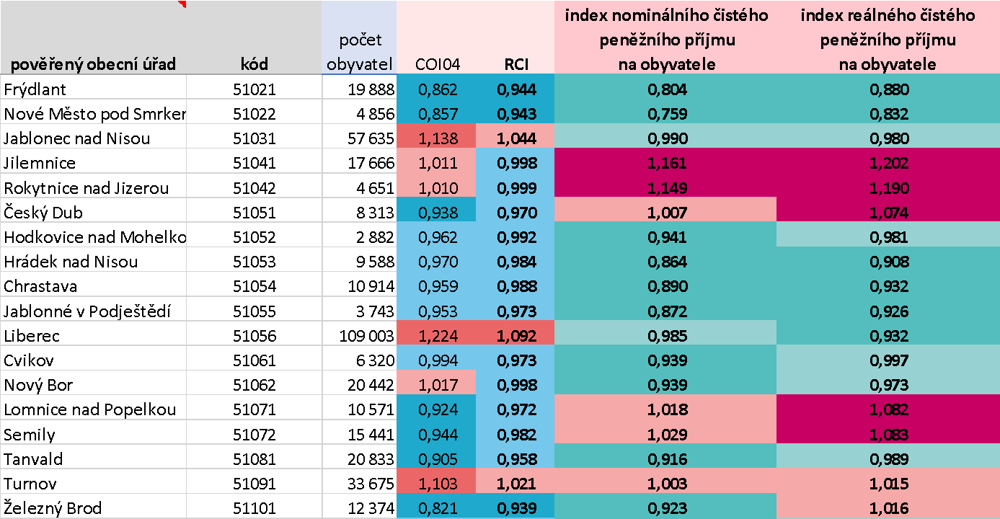 pověřený obecní úřad kód počet obyvatel COI04 RCI index nominálního čistého peněžního příjmu na obyvatele index reálného čistého peněžního příjmu na obyvatele
Frýdlant 51021 19 888 0,862 0,944 0,804 0,880
Nové Město pod Smrker 51022 4 856 0,857 0,943 0,759 0,832
Jablonec nad Nisou 51031 57 635 1,138 1,044 0,990 0,980
Jilemnice 51041 17 666 1,011 0,998 1,161 1,202
Rokytnice nad Jizerou 51042 4 651 1,010 0,999 1,149 1,190
Český Dub 51051 8 313 0,938 0,970 1,007 1,074
Hodkovice nad Mohelko 51052 2 882 0,962 0,992 0,941 0,981
Hrádek nad Nisou 51053 9 588 0,970 0,984 0,864 0,908
Chrastava 51054 10 914 0,959 0,988 0,890 0,932
Jablonné v Podještědí 51055 3 743 0,953 0,973 0,872 0,926
Liberec 51056 109 003 1,224 1,092 0,985 0,932
Cvikov 51061 6 320 0,994 0,973 0,939 0,997
Nový Bor 51062 20 442 1,017 0,998 0,939 0,973
Lomnice nad Popelkou 51071 10 571 0,924 0,972 1,018 1,082
Semily 51072 15 441 0,944 0,982 1,029 1,083
Tanvald 51081 20 833 0,905 0,958 0,916 0,989
Turnov 51091 33 675 1,103 1,021 1,003 1,015
Železný Brod 51101 12 374 0,821 0,939 0,923 1,016